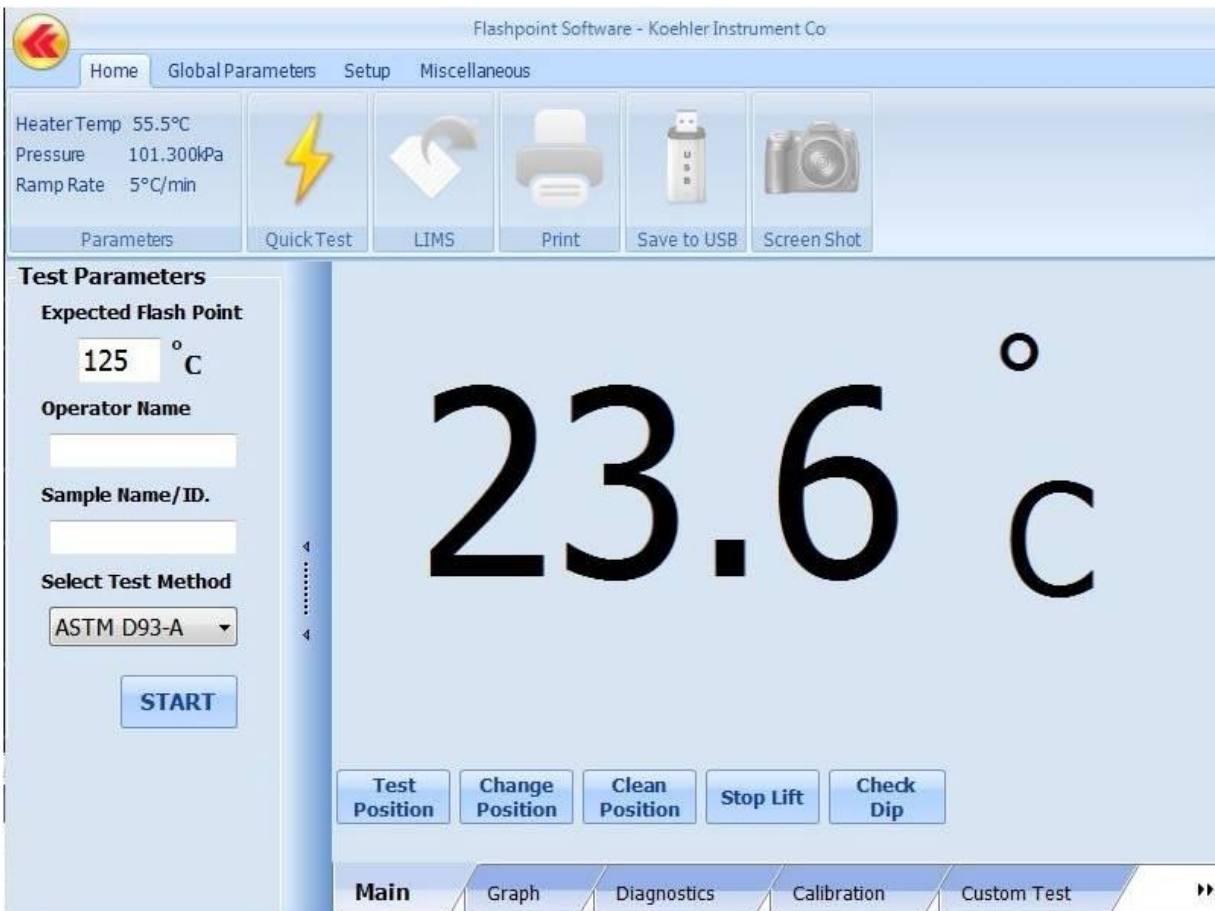 Flashpoint Software - Koehler Instrument Co
Home Global Parameters Setup Miscellaneous
Heater Temp 55.5°C
Pressure 101.300kPa
Ramp Rate 5°C/min
Parameters
Quick Test
LIMS
Print
USB
Save to USB
Screen Shot
Test Parameters
Expected Flash Point
125 °C
Operator Name
Sample Name/ID.
Select Test Method
ASTM D93-A
START
23.6 °C
Test
Position
Change
Position
Clean
Position
Stop Lift
Check
Dip
Main Graph Diagnostics Calibration Custom Test